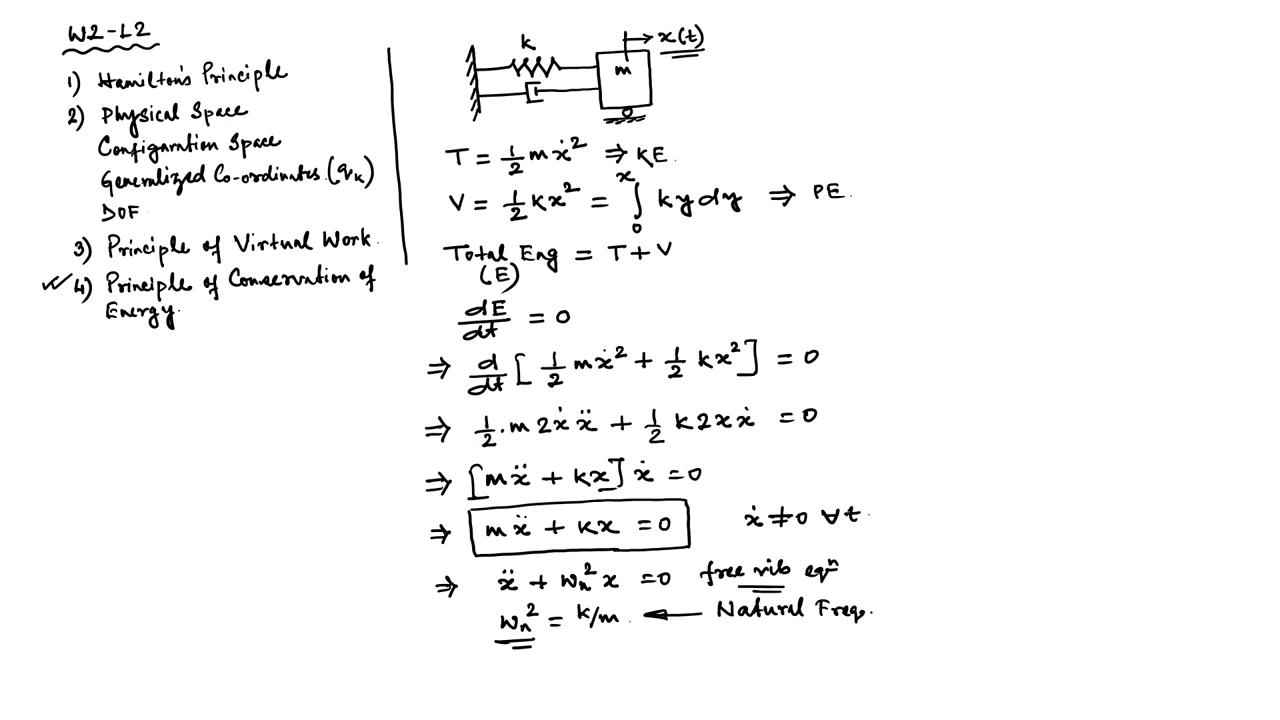 W2-L2
1) Hamilton's Principle
2) Physical Space
Configuration Space
Generalized Co-ordinates (qₖ)
DOF
3) Principle of Virtual Work.
4) Principle of Conservation of
Energy.
k
x(t)
m
T = 1/2 mẋ² ⇒ KE.
V = 1/2 kx² = ∫₀ˣ ky dy ⇒ PE.
Total Eng = T + V
(E)
dE/dt = 0
⇒ d/dt [ 1/2 mẋ² + 1/2 kx² ] = 0
⇒ 1/2 . m 2ẋ ẍ + 1/2 k 2x ẋ = 0
⇒ [mẍ + kx] ẋ = 0
⇒ mẍ + kx = 0 ẋ ≠ 0 ∀ t.
⇒ ẍ + ωₙ² x = 0 free vib eqⁿ
ωₙ² = k/m. ← Natural Freq.